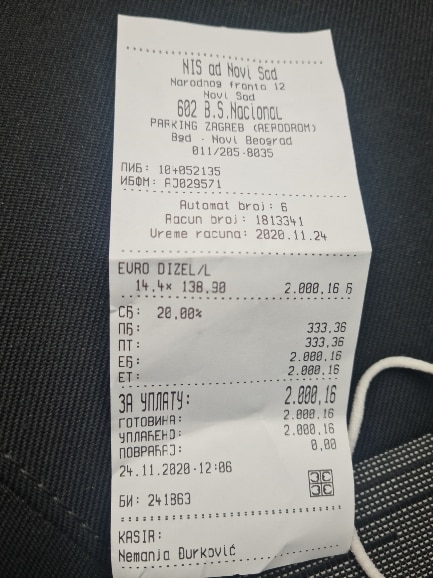 NIS ad Novi Sad
Narodnog fronta 12
Novi Sad
602 B.S.Nacional
PARKING ZAGREB (AERODROM)
Bgd - Novi Beograd
011/205-8035
ПИБ: 104052135
ИБФМ: AJ029571
Automat broj: 6
Racun broj: 1813341
Vreme racuna: 2020.11.24
EURO DIZEL/L
14,4x 138,90 2.000,16 Б
СБ: 20,00%
ПБ: 333,36
ПТ: 333,36
ЕБ: 2.000,16
ЕТ: 2.000,16
ЗА УПЛАТУ: 2.000,16
ГОТОВИНА: 2.000,16
УПЛАЋЕНО: 2.000,16
ПОВРАЋАЈ: 0,00
24.11.2020-12:06
БИ: 241863
KASIR:
Nemanja Đurković